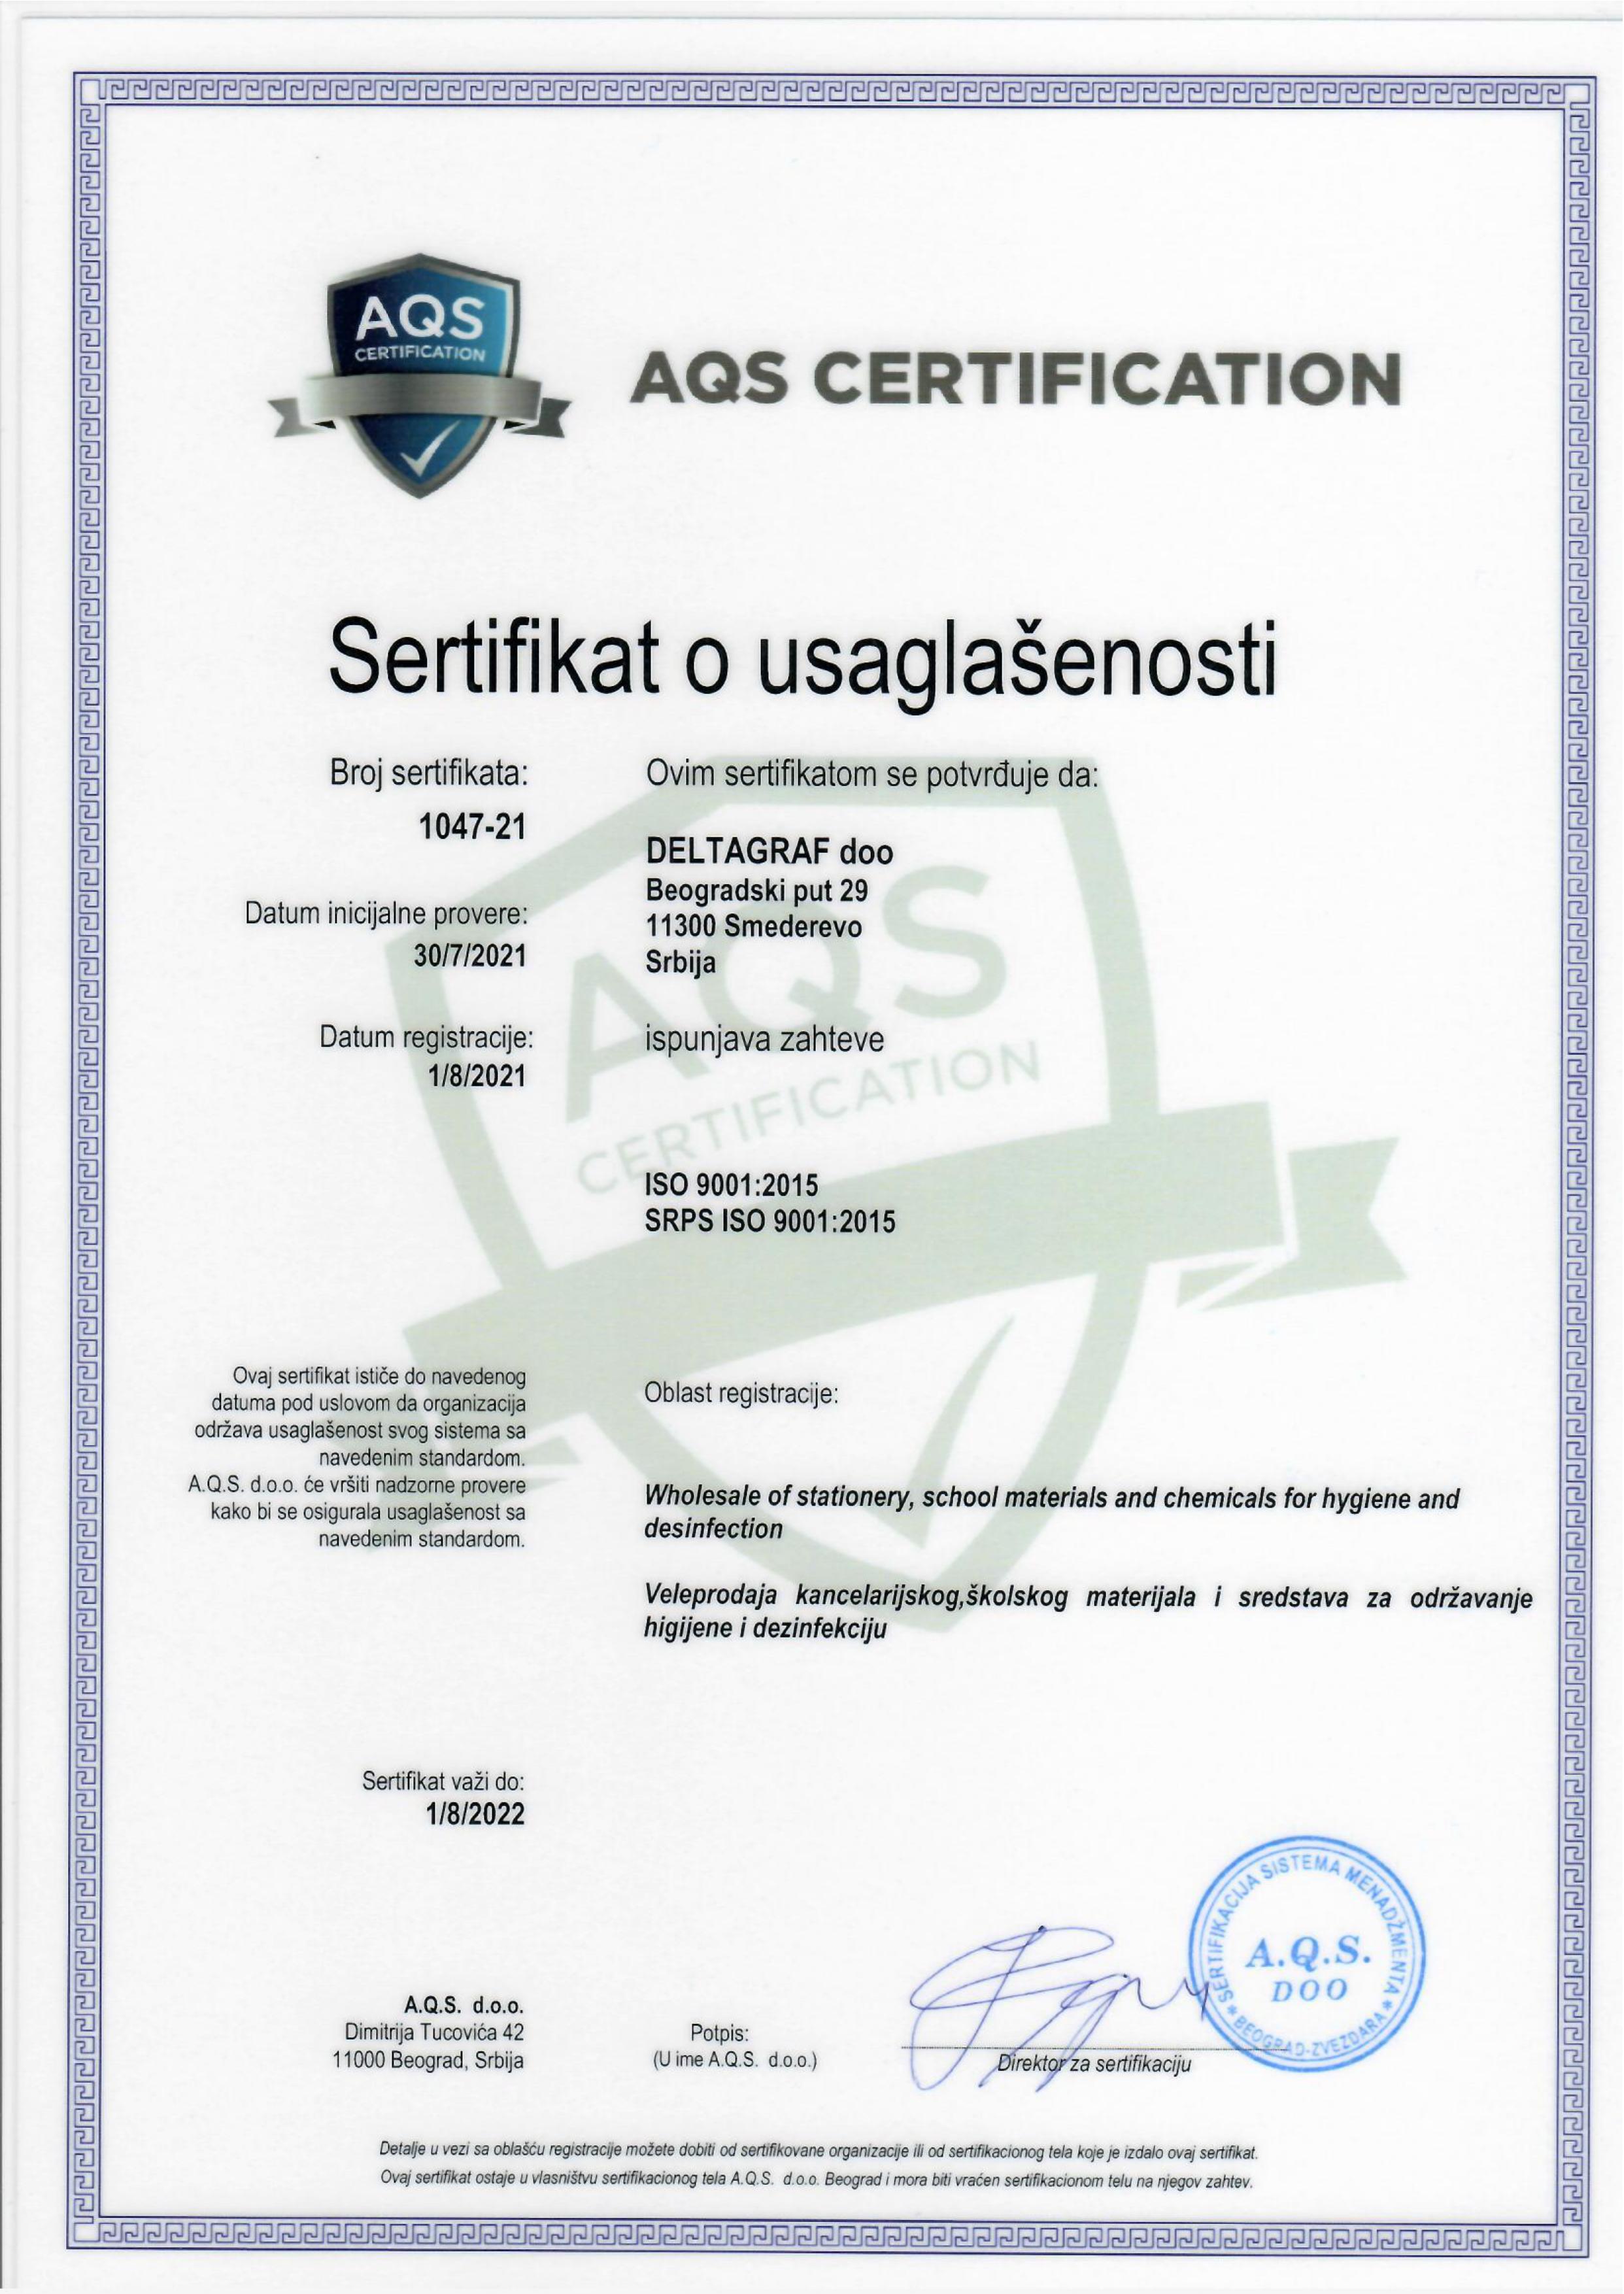 AQS
CERTIFICATION
AQS CERTIFICATION
Sertifikat o usaglašenosti
Broj sertifikata:
1047-21
Datum inicijalne provere:
30/7/2021
Datum registracije:
1/8/2021
Ovim sertifikatom se potvrđuje da:
DELTAGRAF doo
Beogradski put 29
11300 Smederevo
Srbija
ispunjava zahteve
AQS
CERTIFICATION
ISO 9001:2015
SRPS ISO 9001:2015
Ovaj sertifikat ističe do navedenog
datuma pod uslovom da organizacija
održava usaglašenost svog sistema sa
navedenim standardom.
A.Q.S. d.o.o. će vršiti nadzorne provere
kako bi se osigurala usaglašenost sa
navedenim standardom.
Oblast registracije:
Wholesale of stationery, school materials and chemicals for hygiene and
desinfection
Veleprodaja kancelarijskog,školskog materijala i sredstava za održavanje
higijene i dezinfekciju
Sertifikat važi do:
1/8/2022
A.Q.S. d.o.o.
Dimitrija Tucovića 42
11000 Beograd, Srbija
Potpis:
(U ime A.Q.S. d.o.o.)
Direktor za sertifikaciju
SERTIFIKACIJA SISTEMA MENADŽMENTA
A.Q.S.
DOO
BEOGRAD-ZVEZDARA
Detalje u vezi sa oblašću registracije možete dobiti od sertifikovane organizacije ili od sertifikacionog tela koje je izdalo ovaj sertifikat.
Ovaj sertifikat ostaje u vlasništvu sertifikacionog tela A.Q.S. d.o.o. Beograd i mora biti vraćen sertifikacionom telu na njegov zahtev.